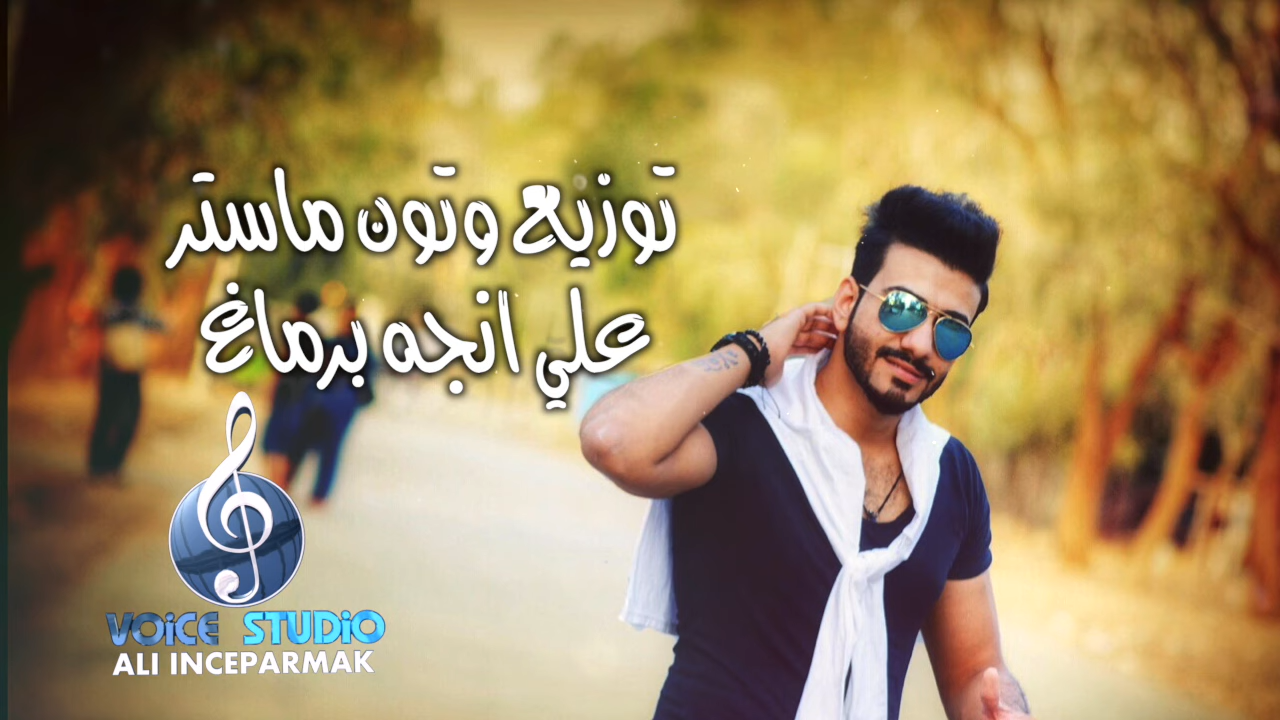 توزيع وتون ماستر
علي انجه برماغ
VOiCE STUDiO
ALI INCEPARMAK